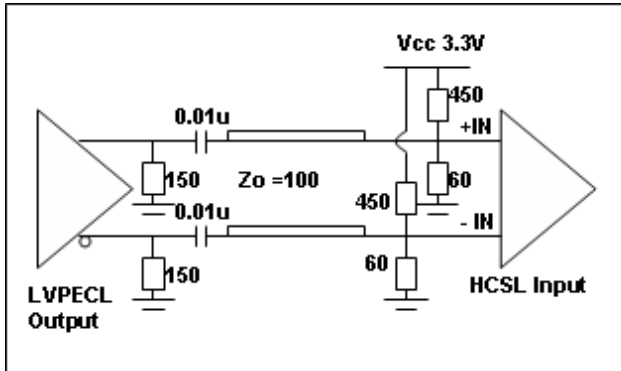 Vcc 3.3V
0.01u
450
+IN
150
Zo =100
60
0.01u
450
- IN
150
60
LVPECL
Output
HCSL Input